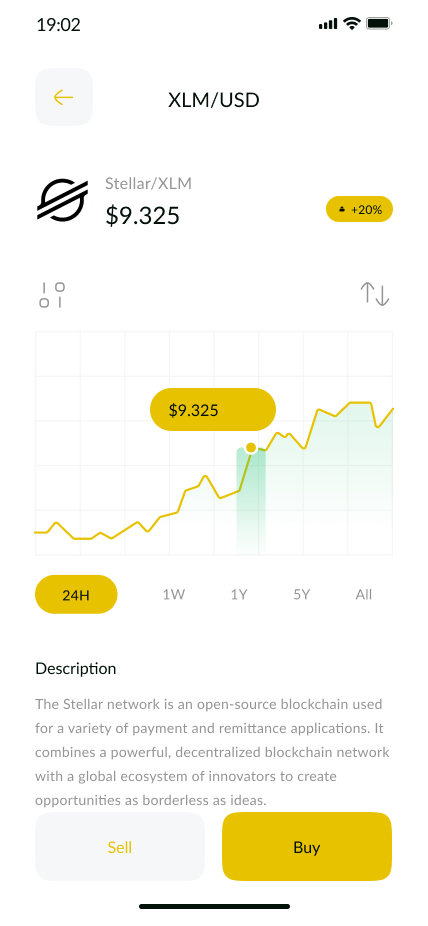 19:02
XLM/USD
Stellar/XLM
$9.325
+20%
$9.325
24H 1W 1Y 5Y All
Description
The Stellar network is an open-source blockchain used
for a variety of payment and remittance applications. It
combines a powerful, decentralized blockchain network
with a global ecosystem of innovators to create
opportunities as borderless as ideas.
Sell Buy